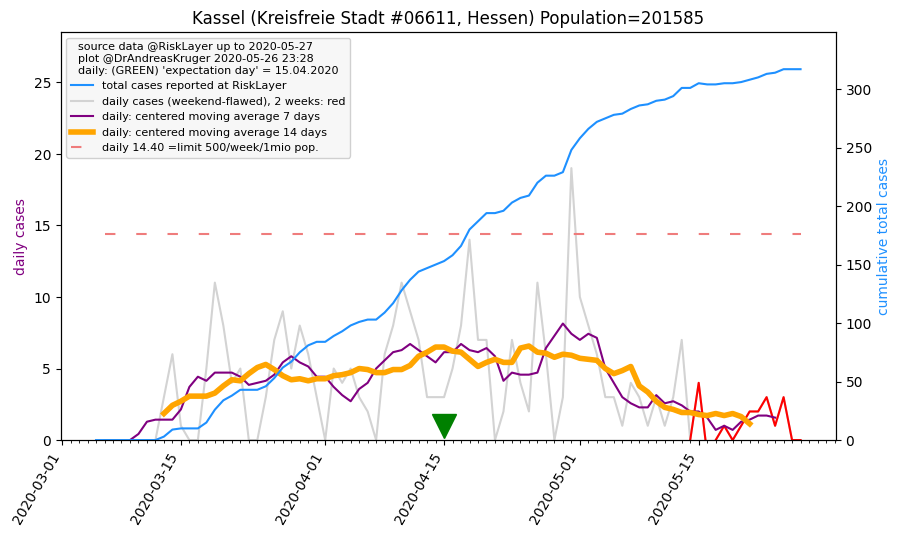 Kassel (Kreisfreie Stadt #06611, Hessen) Population=201585
source data @RiskLayer up to 2020-05-27
plot @DrAndreasKruger 2020-05-26 23:28
daily: (GREEN) 'expectation day' = 15.04.2020
total cases reported at RiskLayer
daily cases (weekend-flawed), 2 weeks: red
daily: centered moving average 7 days
daily: centered moving average 14 days
daily 14.40 =limit 500/week/1mio pop.
daily cases
25
20
15
10
5
0
300
250
200
150
100
50
0
cumulative total cases
2020-03-01
2020-03-15
2020-04-01
2020-04-15
2020-05-01
2020-05-15